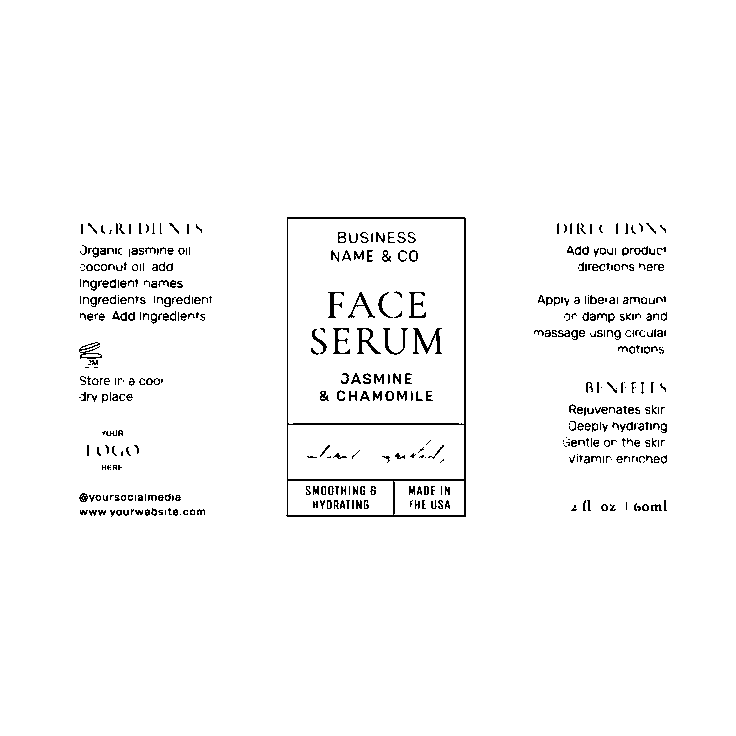 INGREDIENTS
Organic jasmine oil
coconut oil add
Ingredient names
Ingredients Ingredient
here Add Ingredients
Store in a cool
dry place
YOUR
LOGO
HERE
@yoursocialmedia
www.yourwebsite.com
BUSINESS
NAME & CO
FACE
SERUM
JASMINE
& CHAMOMILE
SMOOTHING &
HYDRATING
MADE IN
THE USA
DIRECTIONS
Add your product
directions here
Apply a liberal amount
on damp skin and
massage using circular
motions
BENEFITS
Rejuvenates skin
Deeply hydrating
Gentle on the skin
Vitamin enriched
2 fl oz | 60ml